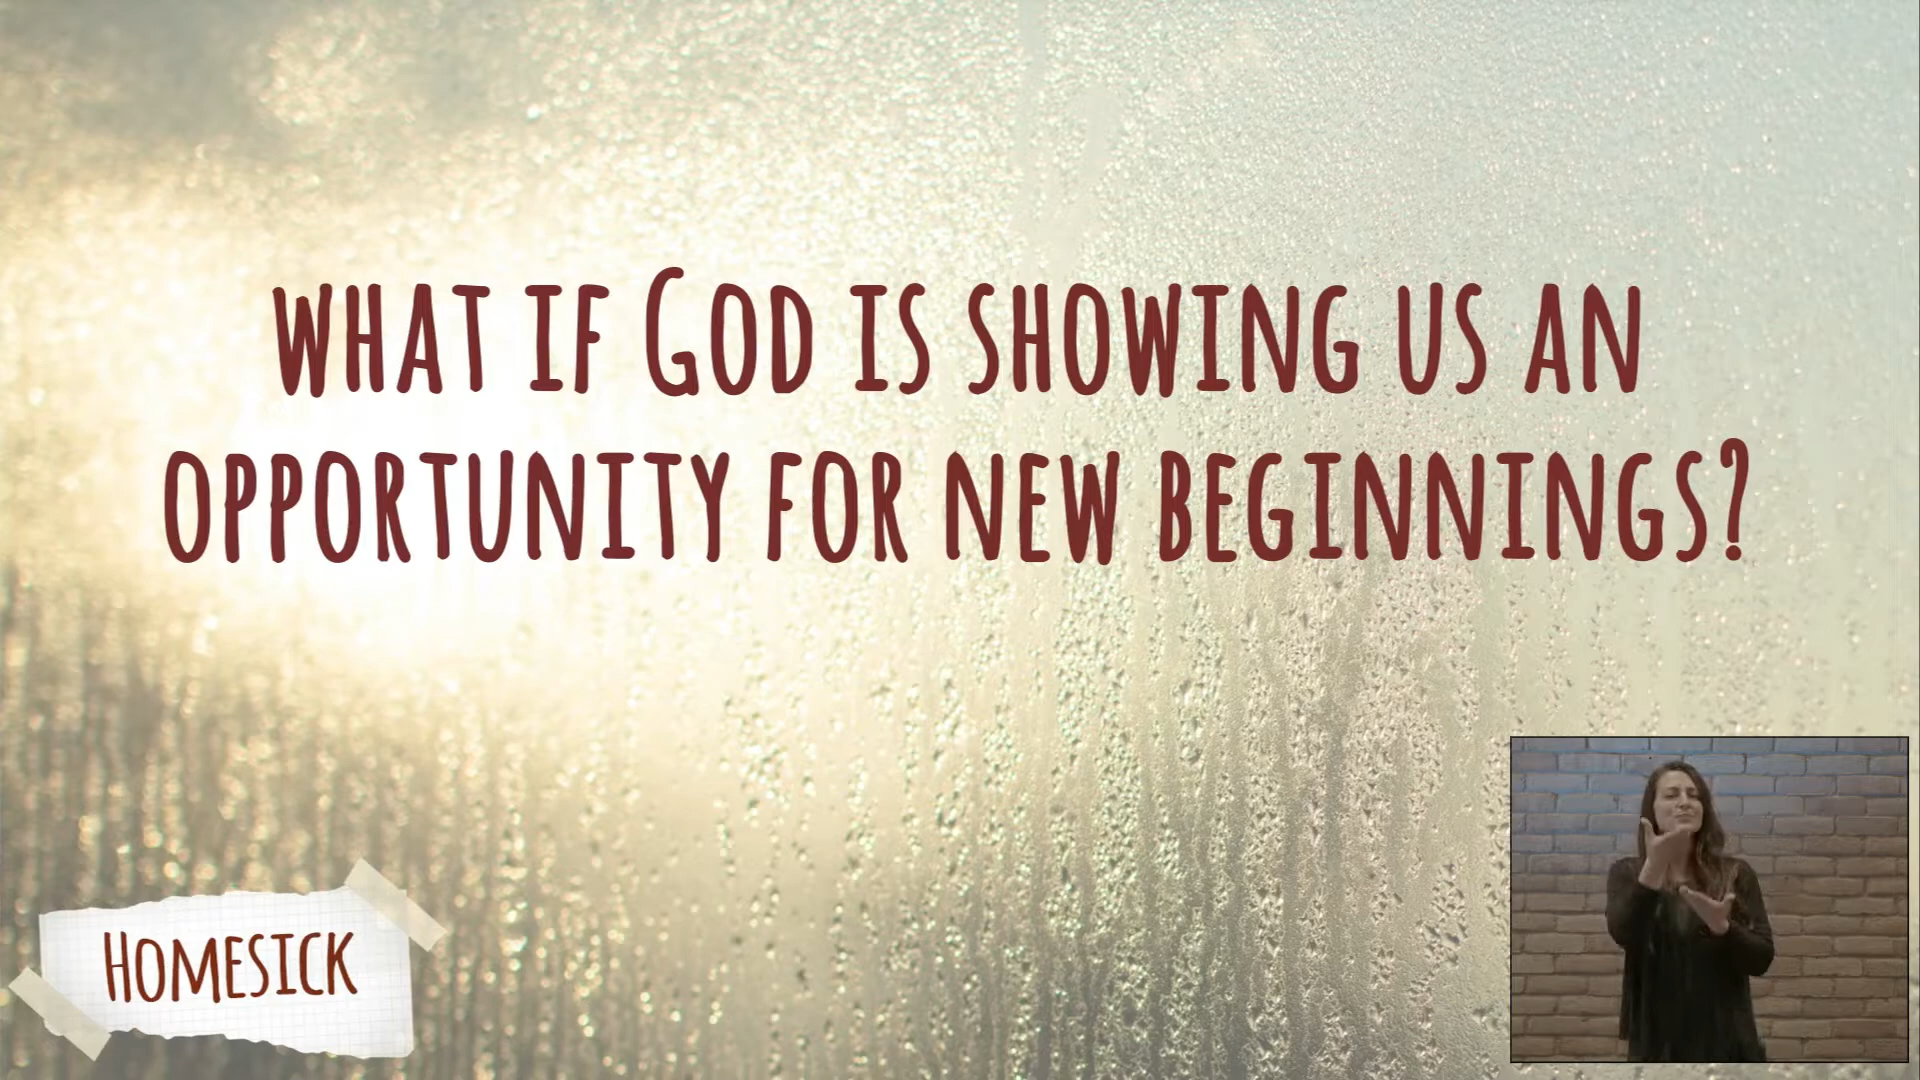 what if God is showing us an
opportunity for new beginnings?
Homesick